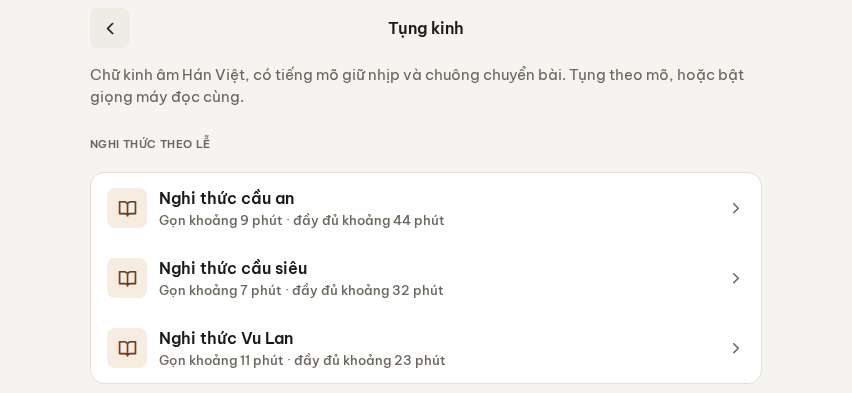 Tụng kinh
Chữ kinh âm Hán Việt, có tiếng mõ giữ nhịp và chuông chuyển bài. Tụng theo mõ, hoặc bật
giọng máy đọc cùng.
NGHI THỨC THEO LỄ
Nghi thức cầu an
Gọn khoảng 9 phút · đầy đủ khoảng 44 phút
Nghi thức cầu siêu
Gọn khoảng 7 phút · đầy đủ khoảng 32 phút
Nghi thức Vu Lan
Gọn khoảng 11 phút · đầy đủ khoảng 23 phút